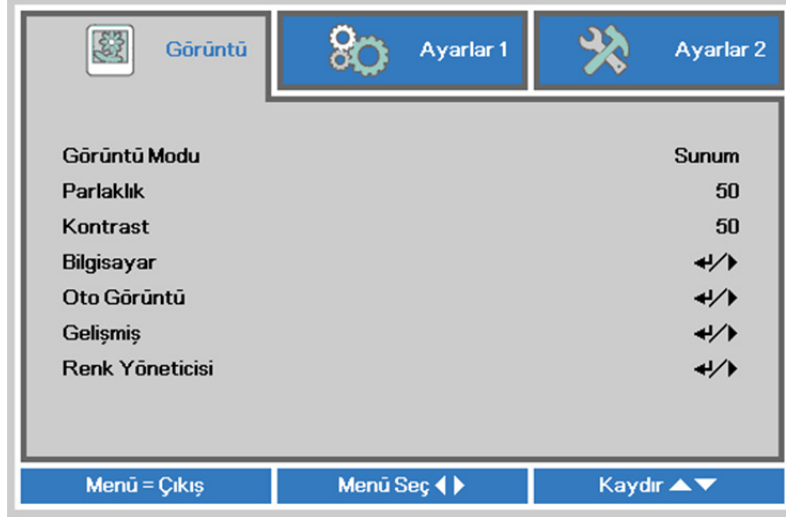 Görüntü
Ayarlar 1
Ayarlar 2
Görüntü Modu Sunum
Parlaklık 50
Kontrast 50
Bilgisayar ↵/▶
Oto Görüntü ↵/▶
Gelişmiş ↵/▶
Renk Yöneticisi ↵/▶
Menü = Çıkış
Menü Seç ◀ ▶
Kaydır ▲▼